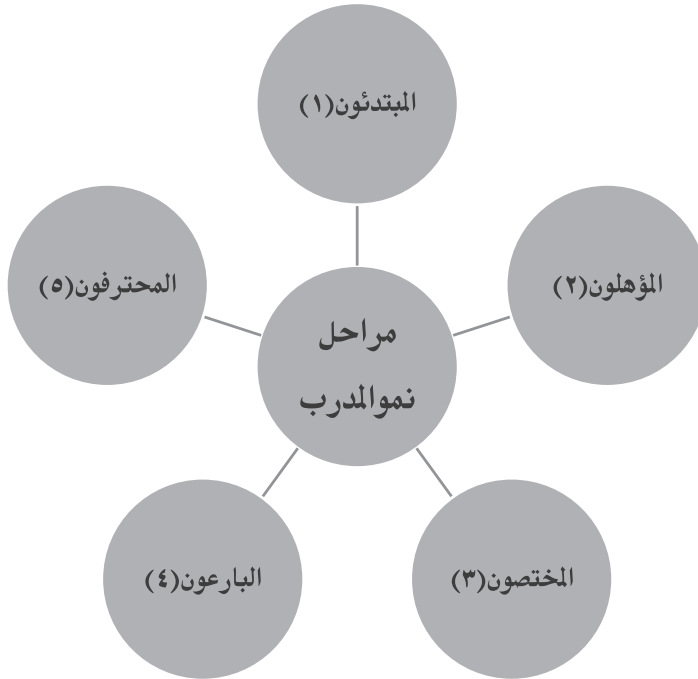 مراحل
نموالمدرب
المبتدئون(١)
المؤهلون(٢)
المختصون(٣)
البارعون(٤)
المحترفون(٥)